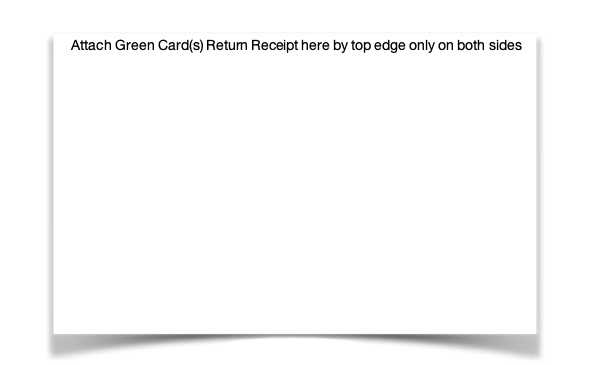 Attach Green Card(s) Return Receipt here by top edge only on both sides